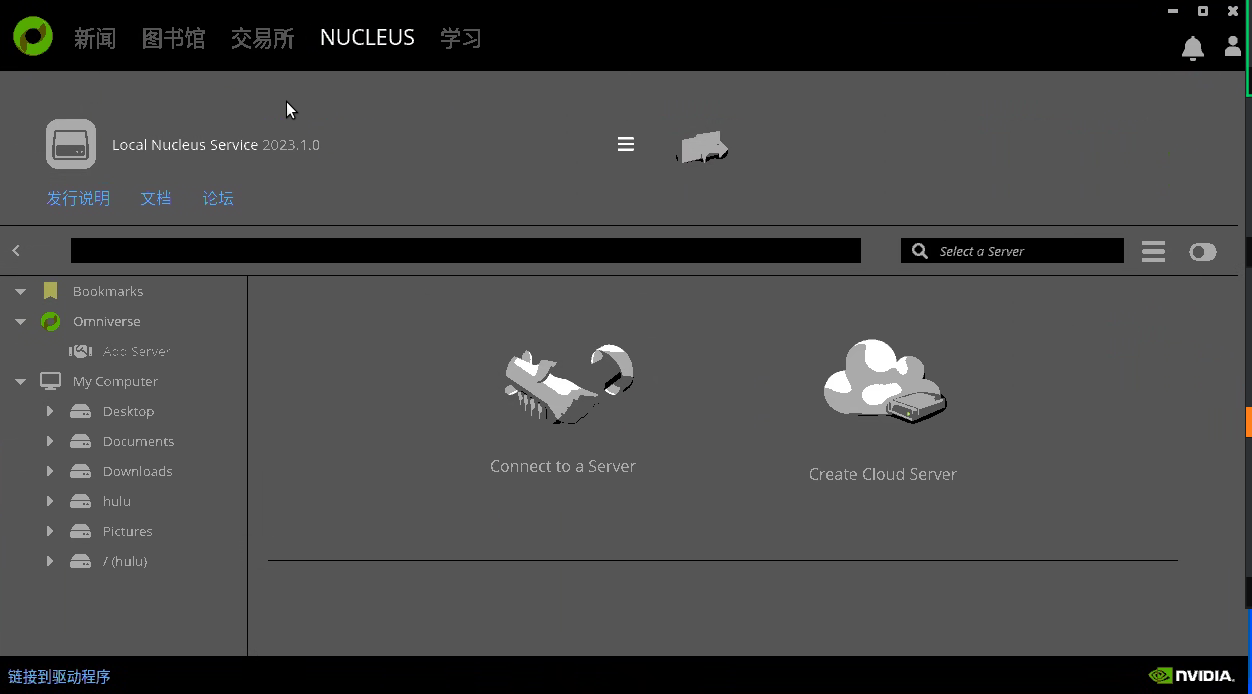 新闻 图书馆 交易所 NUCLEUS 学习
Local Nucleus Service 2023.1.0
发行说明 文档 论坛
Select a Server
Bookmarks
Omniverse
Add Server
My Computer
Desktop
Documents
Downloads
hulu
Pictures
/ (hulu)
Connect to a Server
Create Cloud Server
链接到驱动程序
NVIDIA.